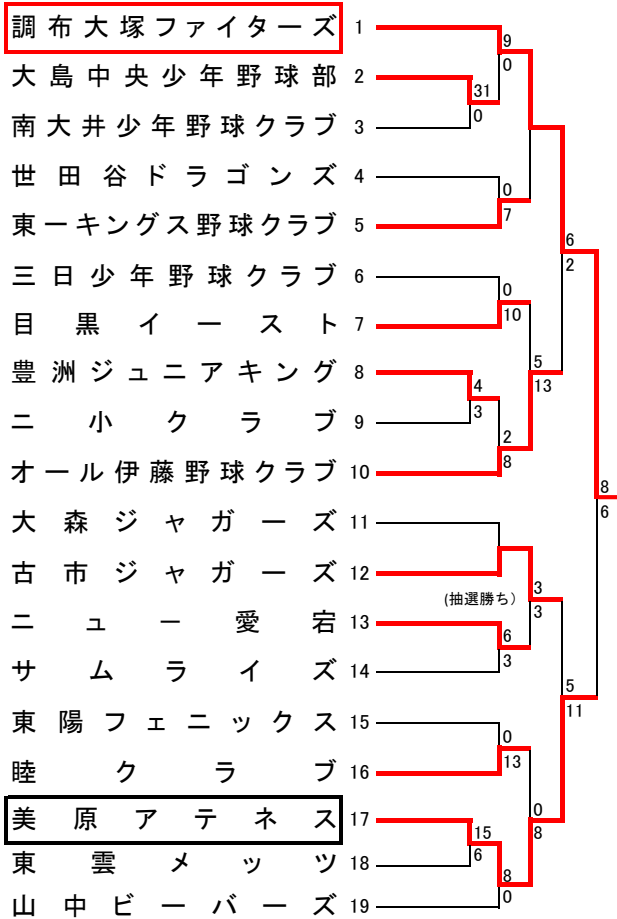 調布大塚ファイターズ 1
9
0
大島中央少年野球部 2
31
0
南大井少年野球クラブ 3
世田谷ドラゴンズ 4
0
7
東一キングス野球クラブ 5
6
2
三日少年野球クラブ 6
0
10
目黒イースト 7
5
13
豊洲ジュニアキング 8
4
3
二小クラブ 9
2
8
オール伊藤野球クラブ 10
8
6
大森ジャガーズ 11
古市ジャガーズ 12
3
3
(抽選勝ち)
ニュー愛宕 13
6
3
サムライズ 14
5
11
東陽フェニックス 15
0
13
睦クラブ 16
0
8
美原アテネス 17
15
6
東雲メッツ 18
8
0
山中ビーバーズ 19